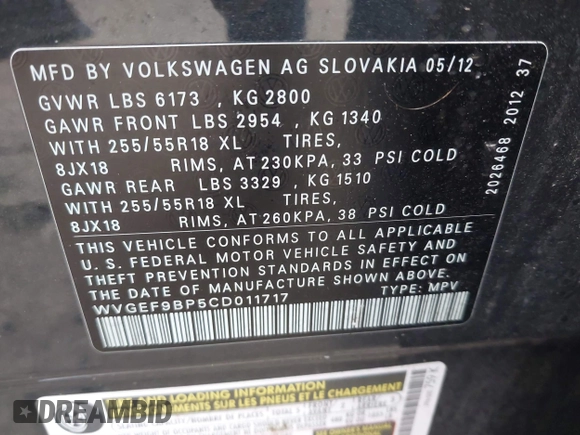 MFD BY VOLKSWAGEN AG SLOVAKIA 05/12
GVWR LBS 6173 , KG 2800
GAWR FRONT LBS 2954 , KG 1340
WITH 255/55R18 XL TIRES,
8JX18 RIMS, AT 230KPA, 33 PSI COLD
GAWR REAR LBS 3329 , KG 1510
WITH 255/55R18 XL TIRES,
8JX18 RIMS, AT 260KPA, 38 PSI COLD
THIS VEHICLE CONFORMS TO ALL APPLICABLE
U. S. FEDERAL MOTOR VEHICLE SAFETY AND
THEFT PREVENTION STANDARDS IN EFFECT ON
THE DATE OF MANUFACTURE SHOWN ABOVE.
WVGEF9BP5CD011717 TYPE: MPV
2026468 2012 37
LOADING INFORMATION
SUR LES PNEUS ET LE CHARGEMENT
EPIC.VIN